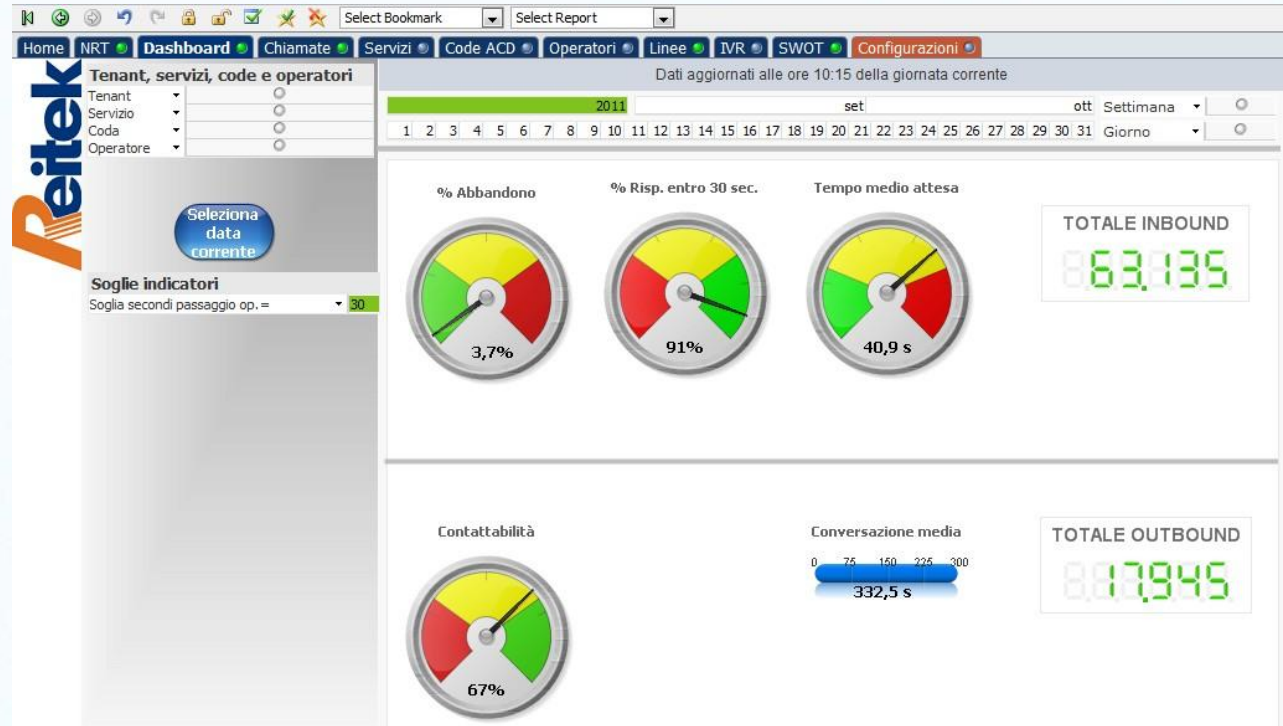 Select Bookmark Select Report
Home NRT Dashboard Chiamate Servizi Code ACD Operatori Linee IVR SWOT Configurazioni
Reitek
Tenant, servizi, code e operatori
Tenant
Servizio
Coda
Operatore
Seleziona
data
corrente
Soglie indicatori
Soglia secondi passaggio op. = 30
Dati aggiornati alle ore 10:15 della giornata corrente
2011 set ott Settimana
1 2 3 4 5 6 7 8 9 10 11 12 13 14 15 16 17 18 19 20 21 22 23 24 25 26 27 28 29 30 31 Giorno
% Abbandono
3,7%
% Risp. entro 30 sec.
91%
Tempo medio attesa
40,9 s
TOTALE INBOUND
63,135
Contattabilità
67%
Conversazione media
0 75 150 225 300
332,5 s
TOTALE OUTBOUND
17,945